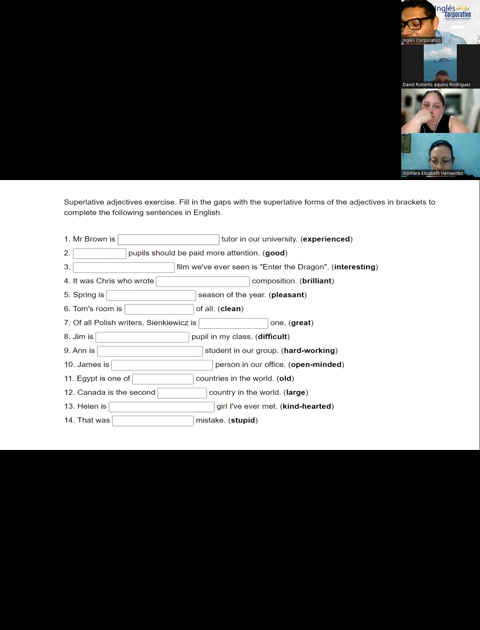 Inglés
corporativo
Inglés Corporativo
David Roberto aquino Rodriguez
Xiomara Elizabeth Hernandez
Superlative adjectives exercise. Fill in the gaps with the superlative forms of the adjectives in brackets to
complete the following sentences in English.
1. Mr Brown is tutor in our university. (experienced)
2. pupils should be paid more attention. (good)
3. film we've ever seen is "Enter the Dragon". (interesting)
4. It was Chris who wrote composition. (brilliant)
5. Spring is season of the year. (pleasant)
6. Tom's room is of all. (clean)
7. Of all Polish writers, Sienkiewicz is one. (great)
8. Jim is pupil in my class. (difficult)
9. Ann is student in our group. (hard-working)
10. James is person in our office. (open-minded)
11. Egypt is one of countries in the world. (old)
12. Canada is the second country in the world. (large)
13. Helen is girl I've ever met. (kind-hearted)
14. That was mistake. (stupid)